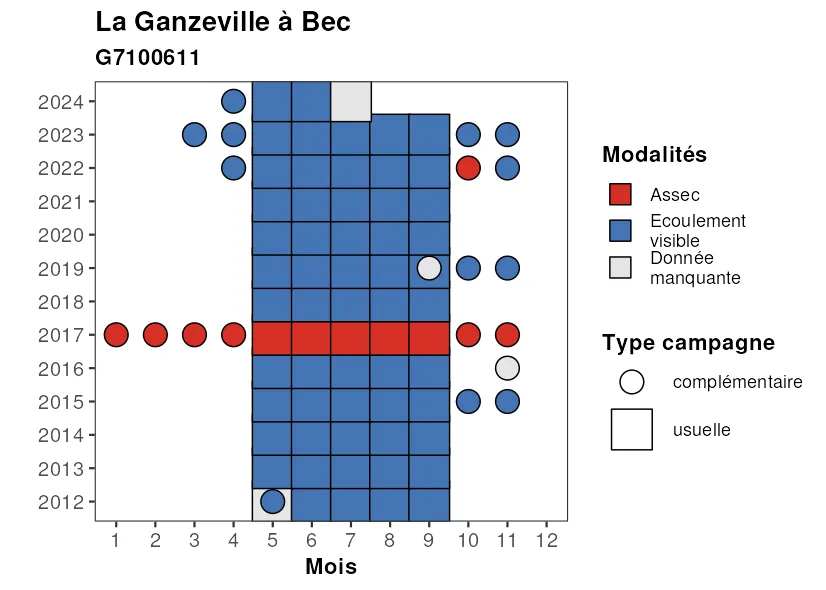 La Ganzeville à Bec
G7100611
2024
2023
2022
2021
2020
2019
2018
2017
2016
2015
2014
2013
2012
1 2 3 4 5 6 7 8 9 10 11 12
Mois
Modalités
Assec
Ecoulement
visible
Donnée
manquante
Type campagne
complémentaire
usuelle